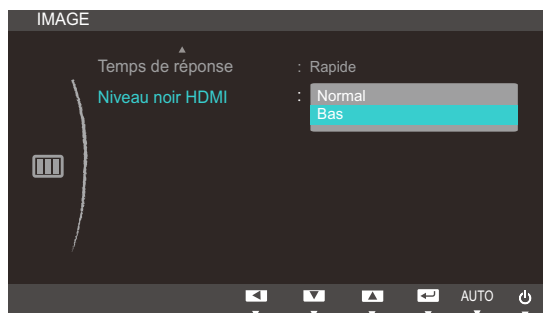 IMAGE
Temps de réponse : Rapide
Niveau noir HDMI : Normal
Bas
AUTO